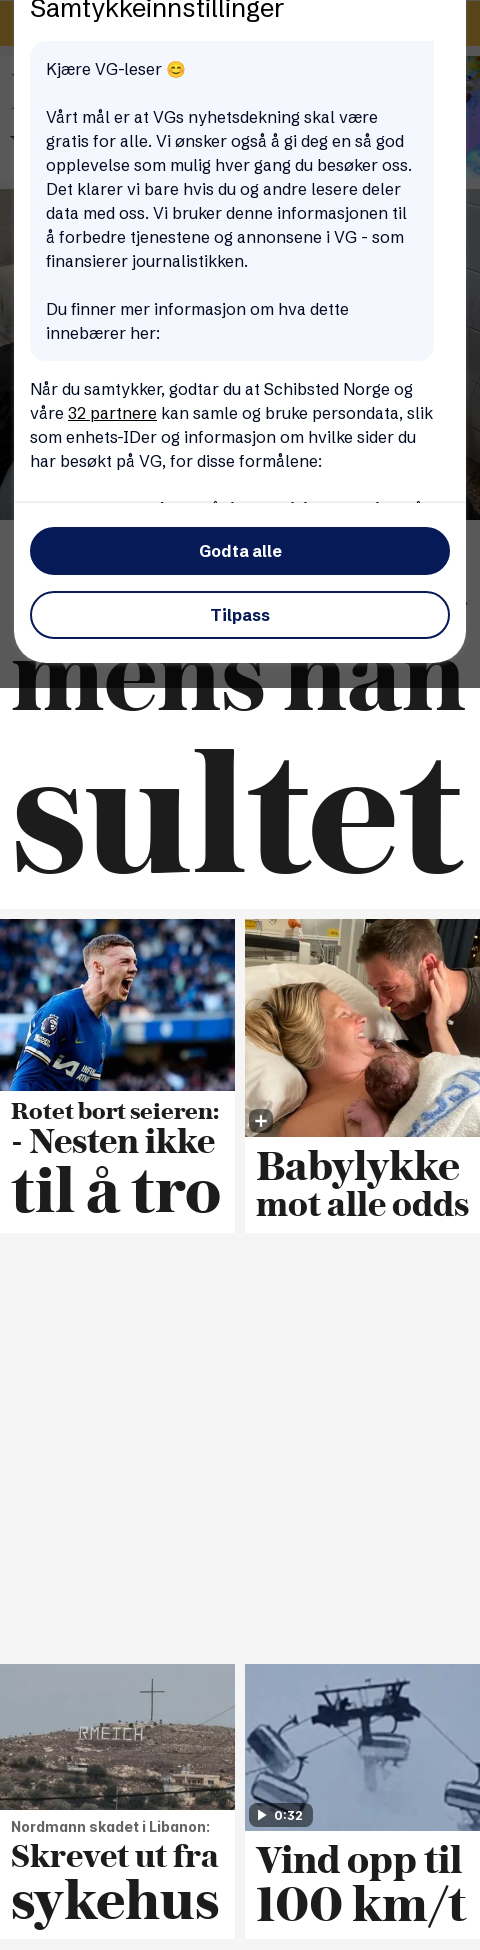 Samtykkeinnstillinger
Kjære VG-leser 😊
Vårt mål er at VGs nyhetsdekning skal være
gratis for alle. Vi ønsker også å gi deg en så god
opplevelse som mulig hver gang du besøker oss.
Det klarer vi bare hvis du og andre lesere deler
data med oss. Vi bruker denne informasjonen til
å forbedre tjenestene og annonsene i VG - som
finansierer journalistikken.
Du finner mer informasjon om hva dette
innebærer her:
Når du samtykker, godtar du at Schibsted Norge og
våre 32 partnere kan samle og bruke persondata, slik
som enhets-IDer og informasjon om hvilke sider du
har besøkt på VG, for disse formålene:
Godta alle
Tilpass
mens han
sultet
Rotet bort seieren:
- Nesten ikke
til å tro
Babylykke
mot alle odds
RMEICH
Nordmann skadet i Libanon:
Skrevet ut fra
sykehus
0:32
Vind opp til
100 km/t